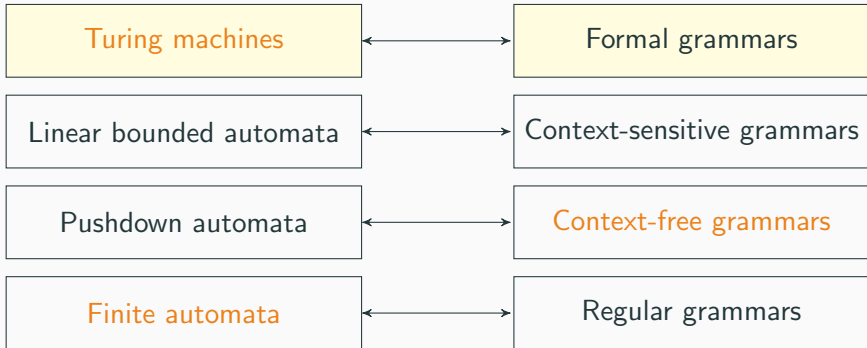 Turing machines
Formal grammars
Linear bounded automata
Context-sensitive grammars
Pushdown automata
Context-free grammars
Finite automata
Regular grammars